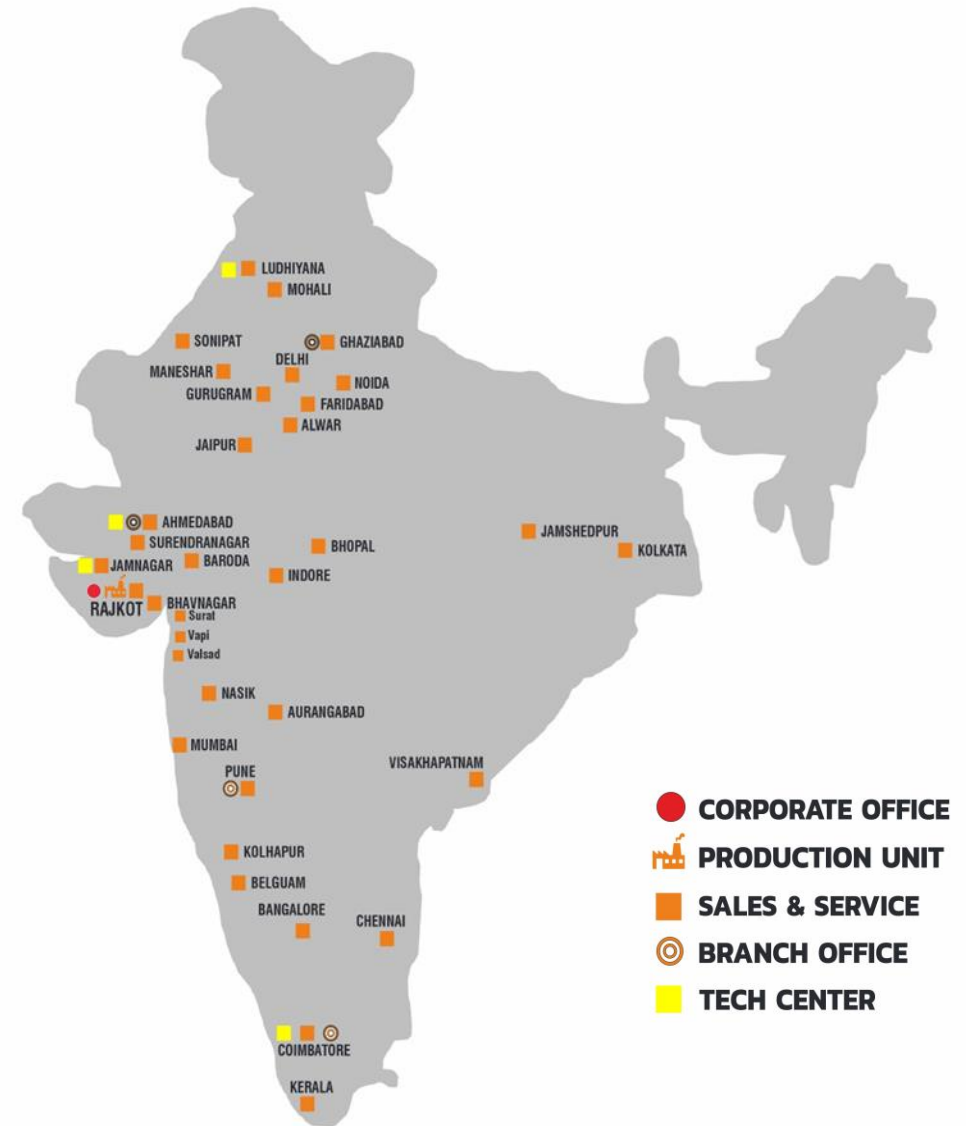 LUDHIYANA
MOHALI
SONIPAT
GHAZIABAD
DELHI
MANESHAR
NOIDA
GURUGRAM
FARIDABAD
ALWAR
JAIPUR
AHMEDABAD
SURENDRANAGAR
JAMSHEDPUR
BHOPAL
KOLKATA
BARODA
JAMNAGAR
INDORE
RAJKOT
BHAVNAGAR
Surat
Vapi
Valsad
NASIK
AURANGABAD
MUMBAI
VISAKHAPATNAM
PUNE
KOLHAPUR
BELGUAM
BANGALORE
CHENNAI
COIMBATORE
KERALA
CORPORATE OFFICE
PRODUCTION UNIT
SALES & SERVICE
BRANCH OFFICE
TECH CENTER